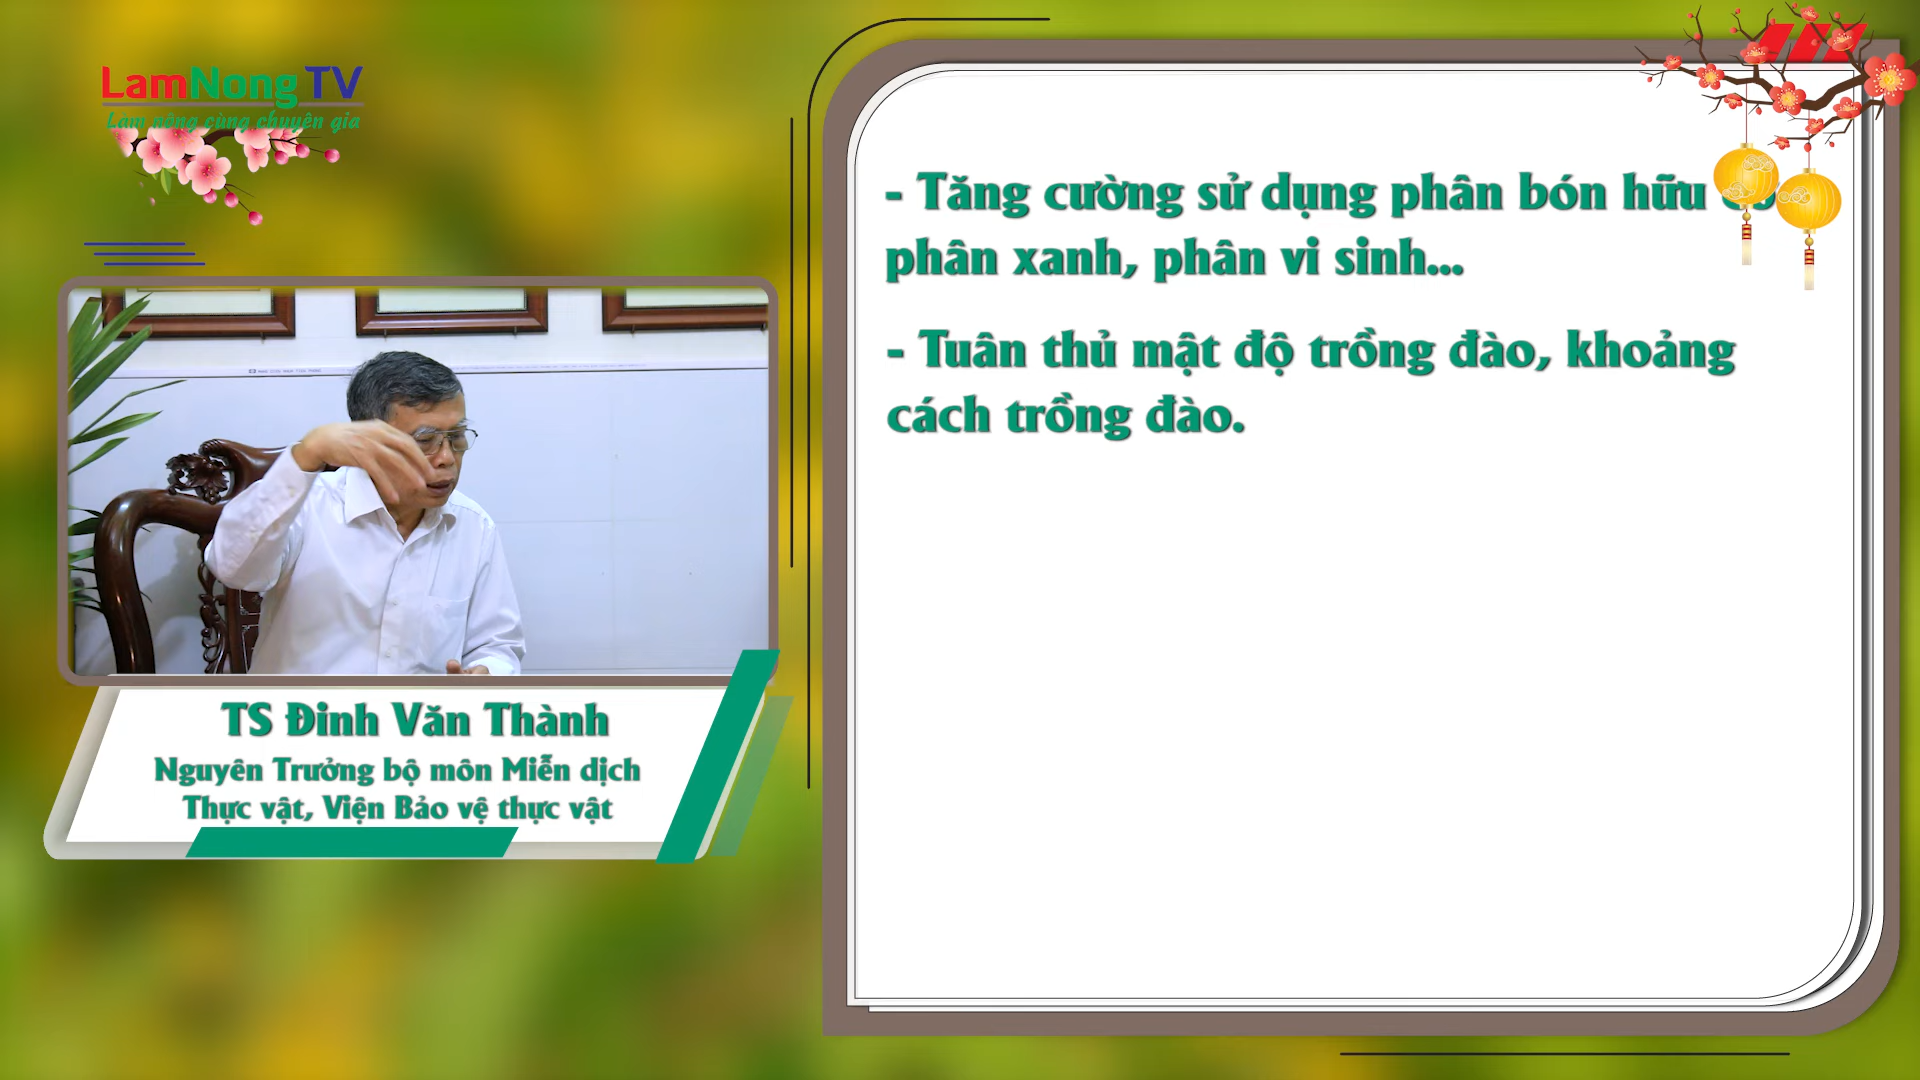 LamNong TV
Làm nông cùng chuyên gia
- Tăng cường sử dụng phân bón hữu
phân xanh, phân vi sinh...
- Tuân thủ mật độ trồng đào, khoảng
cách trồng đào.
TS Đinh Văn Thành
Nguyên Trưởng bộ môn Miễn dịch
Thực vật, Viện Bảo vệ thực vật